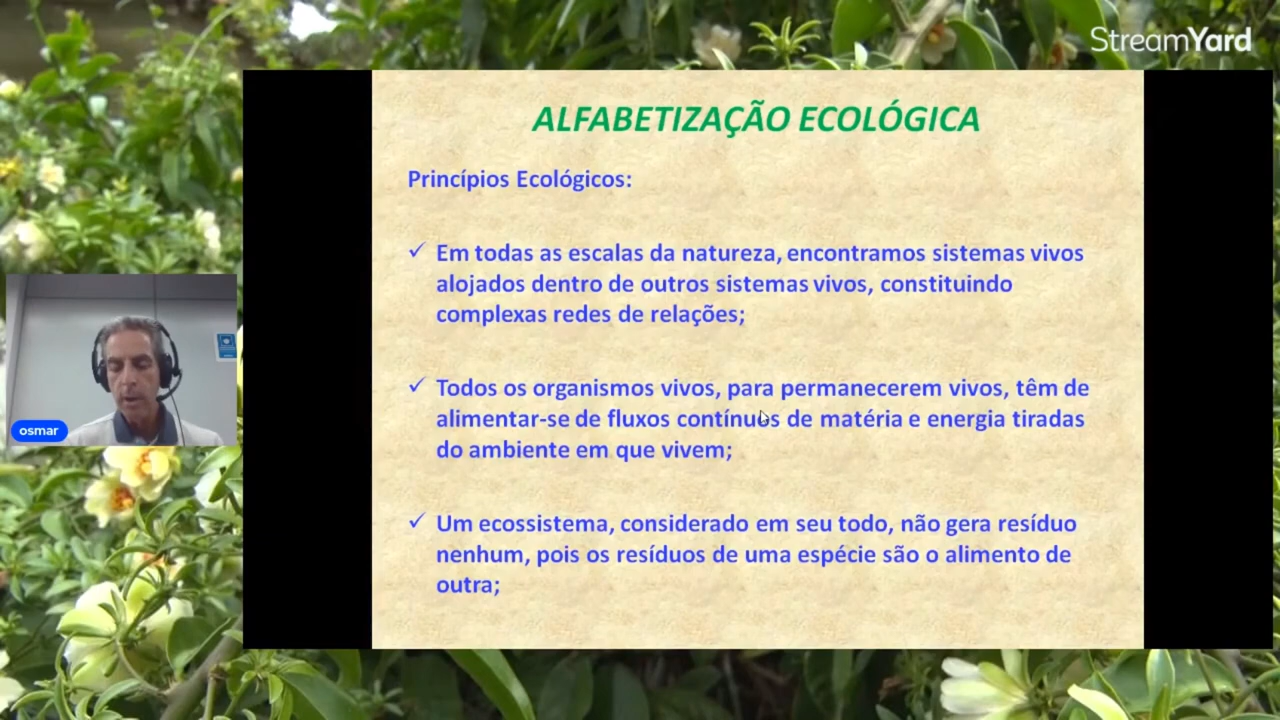 StreamYard
ALFABETIZAÇÃO ECOLÓGICA
Princípios Ecológicos:
✓ Em todas as escalas da natureza, encontramos sistemas vivos
alojados dentro de outros sistemas vivos, constituindo
complexas redes de relações;
✓ Todos os organismos vivos, para permanecerem vivos, têm de
alimentar-se de fluxos contínuos de matéria e energia tiradas
do ambiente em que vivem;
✓ Um ecossistema, considerado em seu todo, não gera resíduo
nenhum, pois os resíduos de uma espécie são o alimento de
outra;
osmar